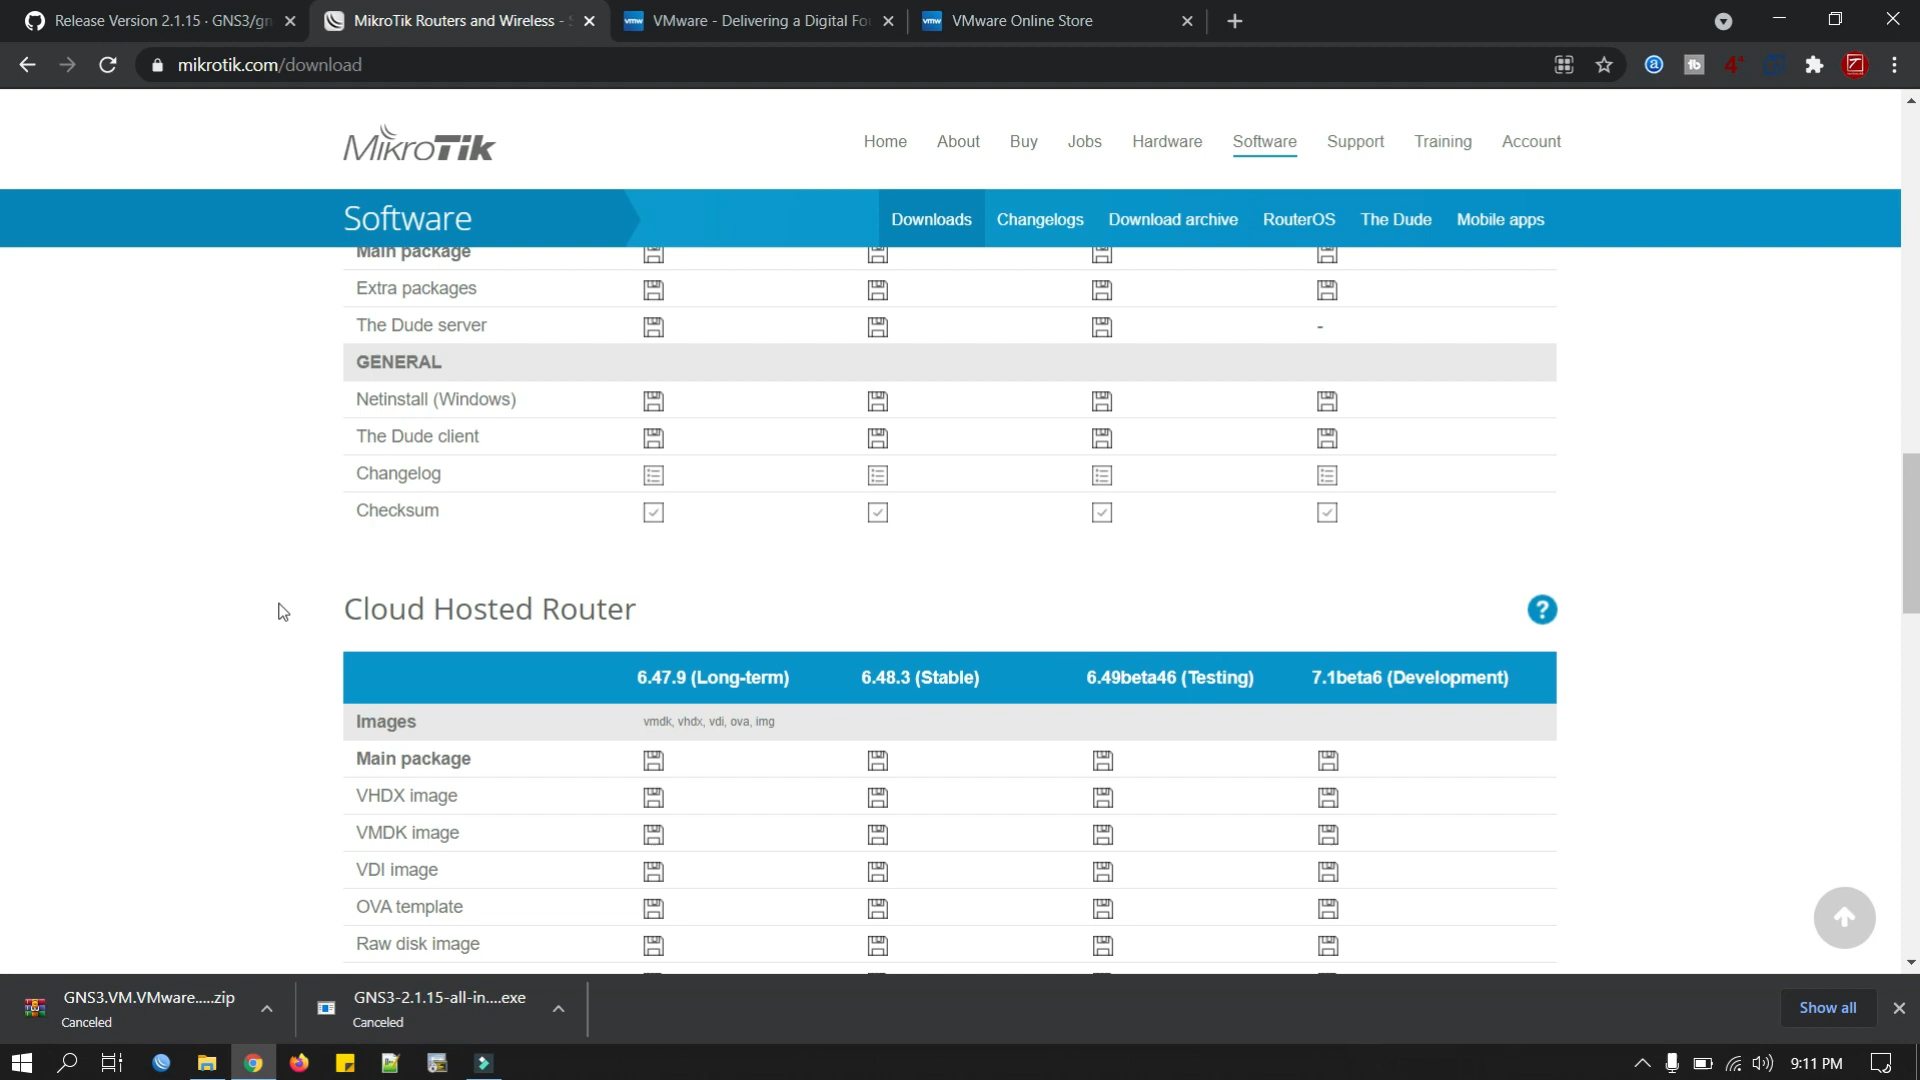 Release Version 2.1.15 · GNS3/gn
MikroTik Routers and Wireless -
VMware - Delivering a Digital Fo
VMware Online Store
mikrotik.com/download
MikroTik
Home About Buy Jobs Hardware Software Support Training Account
Software
Downloads Changelogs Download archive RouterOS The Dude Mobile apps
Main package
Extra packages
The Dude server -
GENERAL
Netinstall (Windows)
The Dude client
Changelog
Checksum
Cloud Hosted Router ?
6.47.9 (Long-term) 6.48.3 (Stable) 6.49beta46 (Testing) 7.1beta6 (Development)
Images vmdk, vhdx, vdi, ova, img
Main package
VHDX image
VMDK image
VDI image
OVA template
Raw disk image
GNS3.VM.VMware.....zip
Canceled
GNS3-2.1.15-all-in....exe
Canceled
Show all
9:11 PM